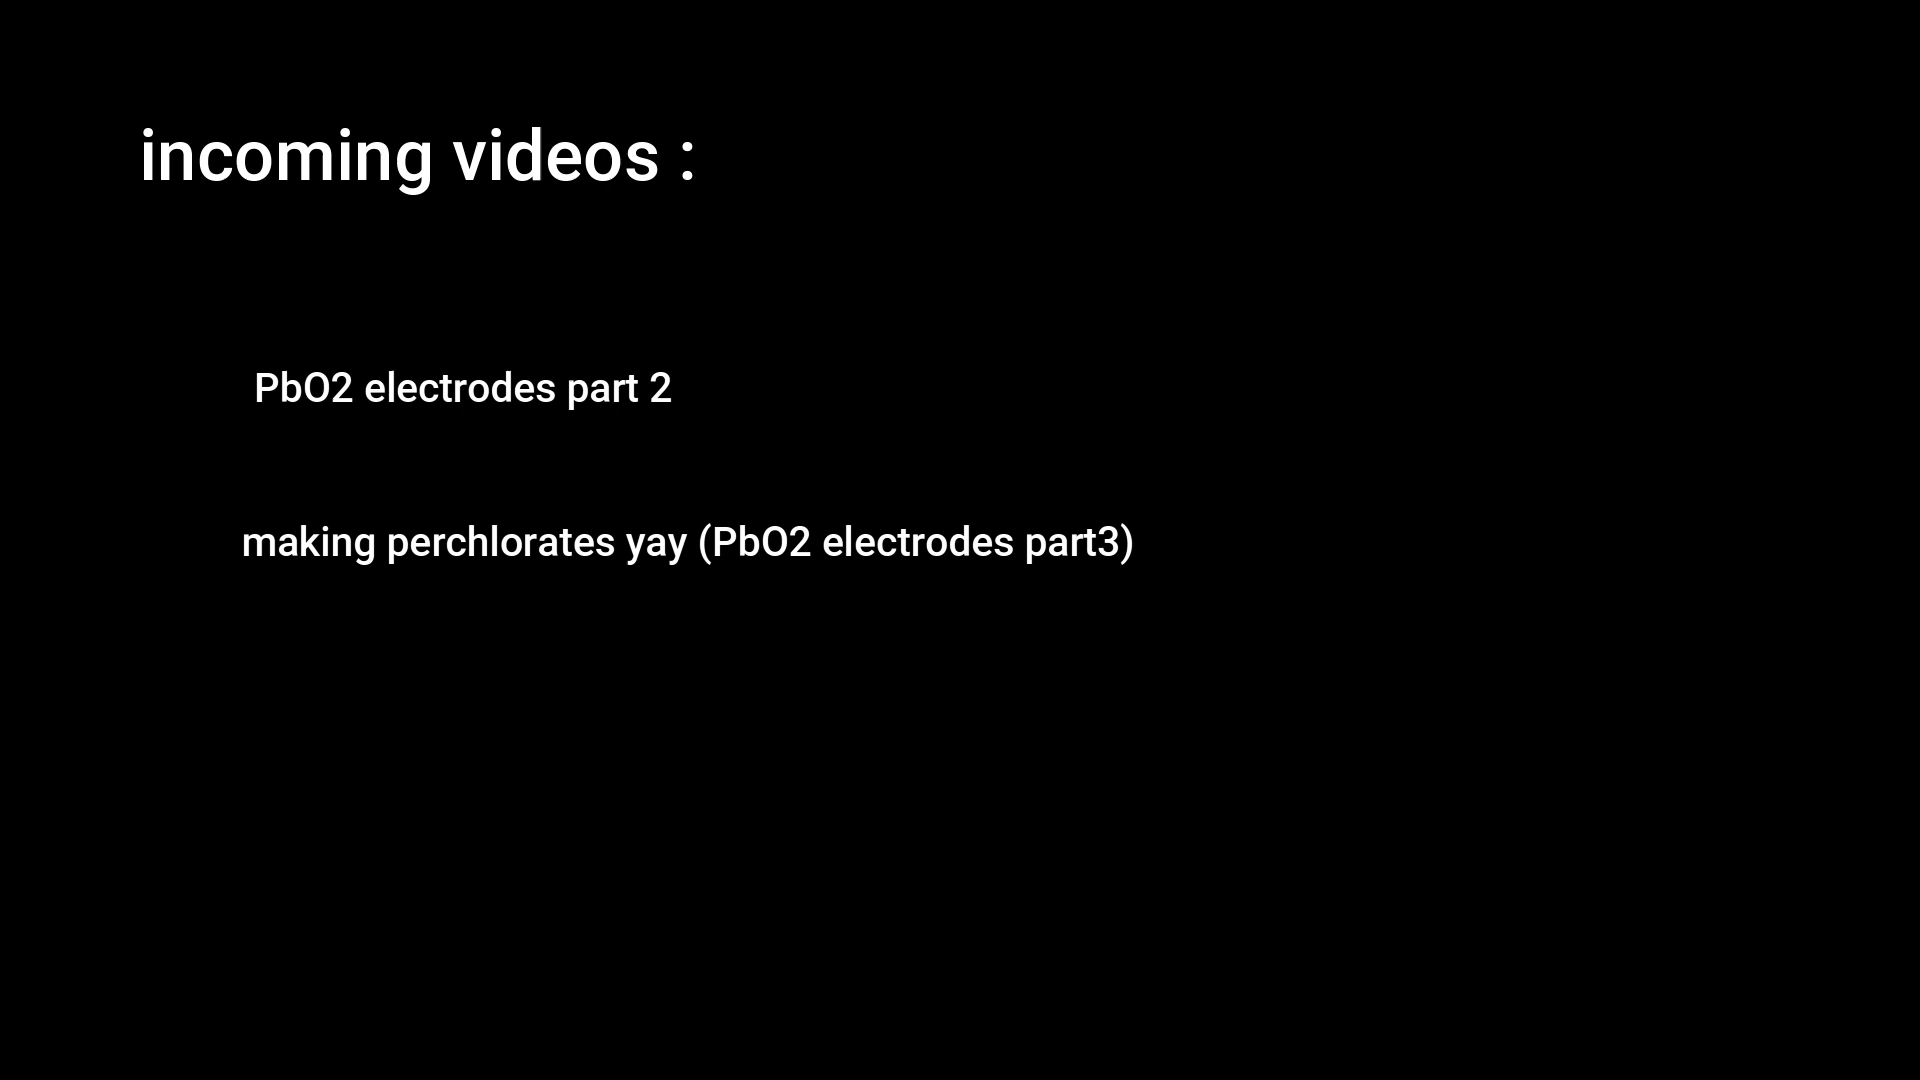 incoming videos :
PbO2 electrodes part 2
making perchlorates yay (PbO2 electrodes part3)